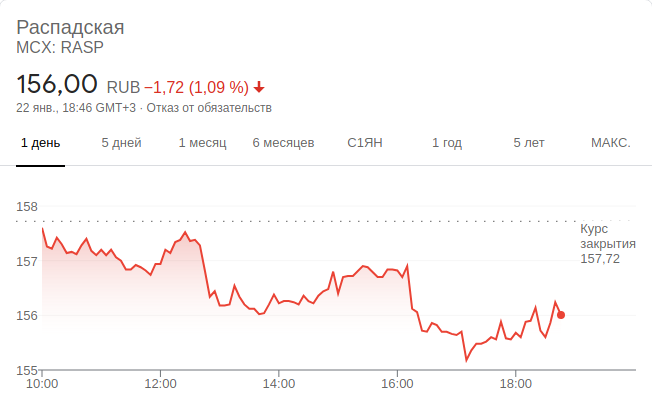 Распадская
MCX: RASP
156,00 RUB −1,72 (1,09 %) ↓
22 янв., 18:46 GMT+3 · Отказ от обязательств
1 день 5 дней 1 месяц 6 месяцев С1ЯН 1 год 5 лет МАКС.
158
Курс
закрытия
157,72
157
156
155
10:00 12:00 14:00 16:00 18:00